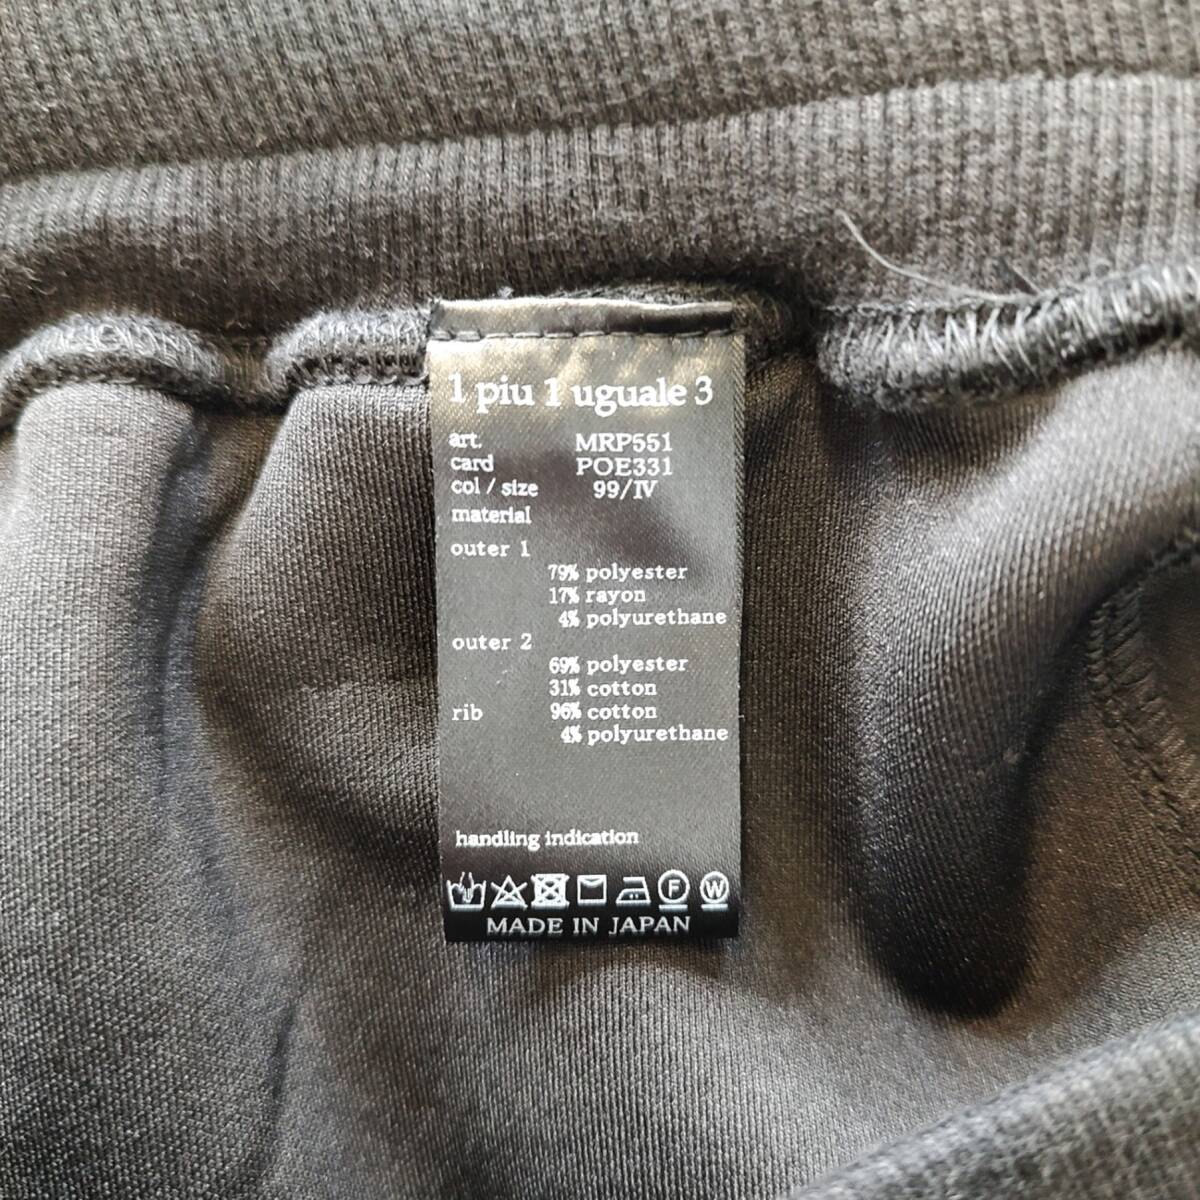 1 piu 1 uguale 3
art. MRP551
card POE331
col / size 99/IV
material
outer 1
79% polyester
17% rayon
4% polyurethane
outer 2
69% polyester
31% cotton
rib 96% cotton
4% polyurethane
handling indication
F W
MADE IN JAPAN